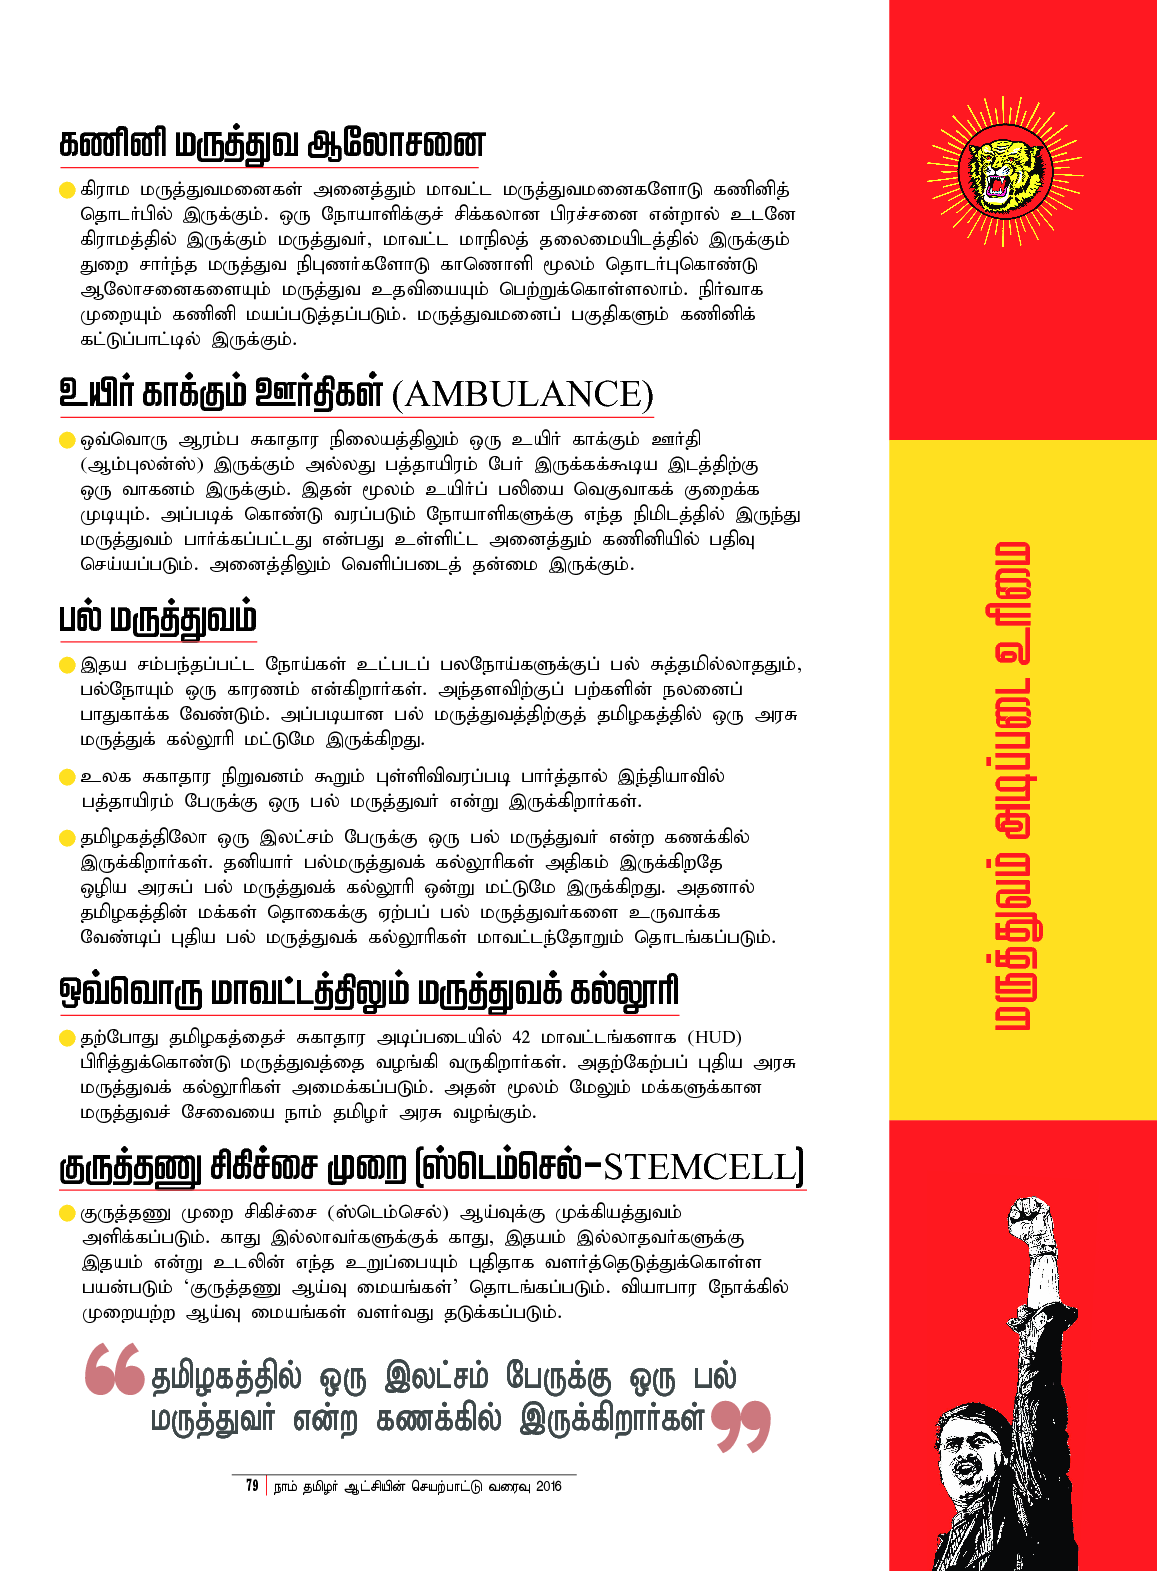 கணினி மருத்துவ ஆலோசனை
கிராம மருத்துவமனைகள் அனைத்தும் மாவட்ட மருத்துவமனைகளோடு கணினித்
தொடர்பில் இருக்கும். ஒரு நோயாளிக்குச் சிக்கலான பிரச்சனை என்றால் உடனே
கிராமத்தில் இருக்கும் மருத்துவர், மாவட்ட மாநிலத் தலைமையிடத்தில் இருக்கும்
துறை சார்ந்த மருத்துவ நிபுணர்களோடு காணொளி மூலம் தொடர்புகொண்டு
ஆலோசனைகளையும் மருத்துவ உதவியையும் பெற்றுக்கொள்ளலாம். நிர்வாக
முறையும் கணினி மயப்படுத்தப்படும். மருத்துவமனைப் பகுதிகளும் கணினிக்
கட்டுப்பாட்டில் இருக்கும்.
உயிர் காக்கும் ஊர்திகள் (AMBULANCE)
ஒவ்வொரு ஆரம்ப சுகாதார நிலையத்திலும் ஒரு உயிர் காக்கும் ஊர்தி
(ஆம்புலன்ஸ்) இருக்கும் அல்லது பத்தாயிரம் பேர் இருக்கக்கூடிய இடத்திற்கு
ஒரு வாகனம் இருக்கும். இதன் மூலம் உயிர்ப் பலியை வெகுவாகக் குறைக்க
முடியும். அப்படிக் கொண்டு வரப்படும் நோயாளிகளுக்கு எந்த நிமிடத்தில் இருந்து
மருத்துவம் பார்க்கப்பட்டது என்பது உள்ளிட்ட அனைத்தும் கணினியில் பதிவு
செய்யப்படும். அனைத்திலும் வெளிப்படைத் தன்மை இருக்கும்.
பல் மருத்துவம்
இதய சம்பந்தப்பட்ட நோய்கள் உட்படப் பலநோய்களுக்குப் பல் சுத்தமில்லாததும்,
பல்நோயும் ஒரு காரணம் என்கிறார்கள். அந்தளவிற்குப் பற்களின் நலனைப்
பாதுகாக்க வேண்டும். அப்படியான பல் மருத்துவத்திற்குத் தமிழகத்தில் ஒரு அரசு
மருத்துக் கல்லூரி மட்டுமே இருக்கிறது.
உலக சுகாதார நிறுவனம் கூறும் புள்ளிவிவரப்படி பார்த்தால் இந்தியாவில்
பத்தாயிரம் பேருக்கு ஒரு பல் மருத்துவர் என்று இருக்கிறார்கள்.
தமிழகத்திலோ ஒரு இலட்சம் பேருக்கு ஒரு பல் மருத்துவர் என்ற கணக்கில்
இருக்கிறார்கள். தனியார் பல்மருத்துவக் கல்லூரிகள் அதிகம் இருக்கிறதே
ஒழிய அரசுப் பல் மருத்துவக் கல்லூரி ஒன்று மட்டுமே இருக்கிறது. அதனால்
தமிழகத்தின் மக்கள் தொகைக்கு ஏற்பப் பல் மருத்துவர்களை உருவாக்க
வேண்டிப் புதிய பல் மருத்துவக் கல்லூரிகள் மாவட்டந்தோறும் தொடங்கப்படும்.
ஒவ்வொரு மாவட்டத்திலும் மருத்துவக் கல்லூரி
தற்போது தமிழகத்தைச் சுகாதார அடிப்படையில் 42 மாவட்டங்களாக (HUD)
பிரித்துக்கொண்டு மருத்துவத்தை வழங்கி வருகிறார்கள். அதற்கேற்பப் புதிய அரசு
மருத்துவக் கல்லூரிகள் அமைக்கப்படும். அதன் மூலம் மேலும் மக்களுக்கான
மருத்துவச் சேவையை நாம் தமிழர் அரசு வழங்கும்.
குருத்தணு சிகிச்சை முறை (ஸ்டெம்செல்-STEMCELL)
குருத்தணு முறை சிகிச்சை (ஸ்டெம்செல்) ஆய்வுக்கு முக்கியத்துவம்
அளிக்கப்படும். காது இல்லாவர்களுக்குக் காது, இதயம் இல்லாதவர்களுக்கு
இதயம் என்று உடலின் எந்த உறுப்பையும் புதிதாக வளர்த்தெடுத்துக்கொள்ள
பயன்படும் ‘குருத்தணு ஆய்வு மையங்கள்’ தொடங்கப்படும். வியாபார நோக்கில்
முறையற்ற ஆய்வு மையங்கள் வளர்வது தடுக்கப்படும்.
“தமிழகத்தில் ஒரு இலட்சம் பேருக்கு ஒரு பல்
மருத்துவர் என்ற கணக்கில் இருக்கிறார்கள்”
79 | நாம் தமிழர் ஆட்சியின் செயற்பாட்டு வரைவு 2016
மருத்துவம் அடிப்படை உரிமை